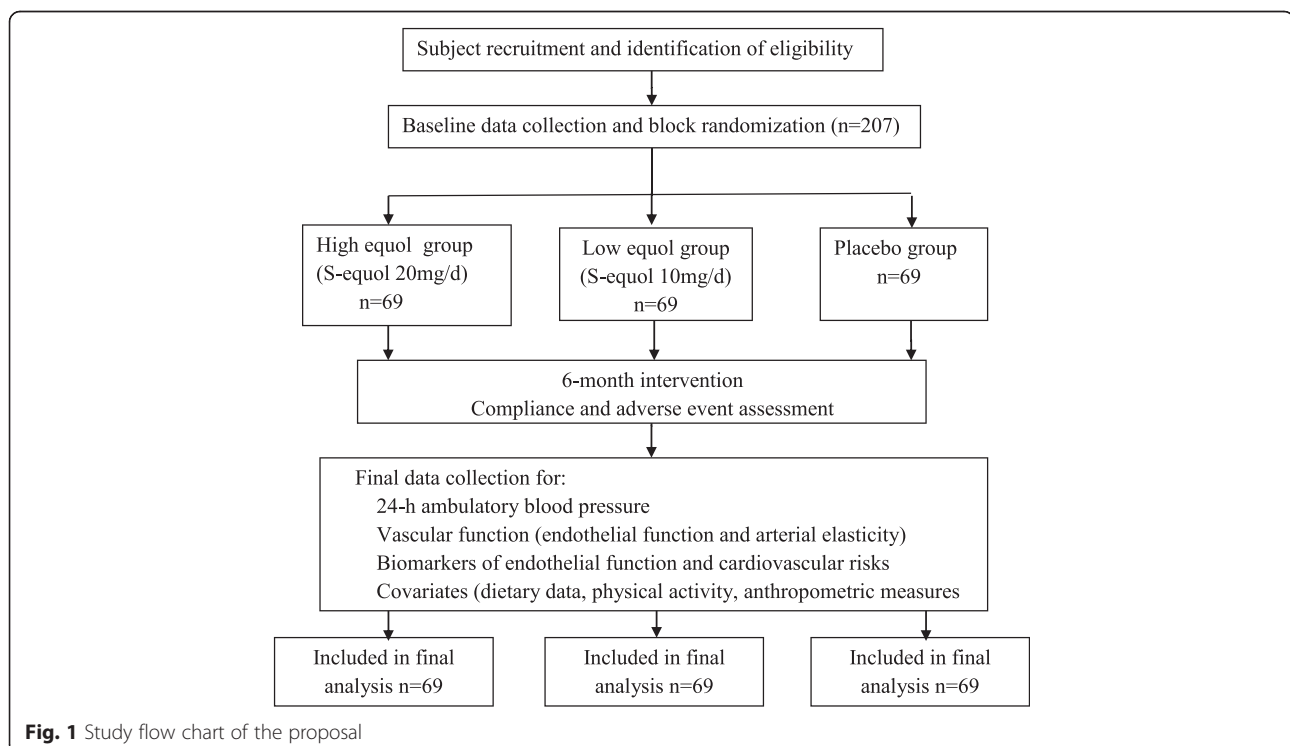 Subject recruitment and identification of eligibility
Baseline data collection and block randomization (n=207)
High equol group
(S-equol 20mg/d)
n=69
Low equol group
(S-equol 10mg/d)
n=69
Placebo group
n=69
6-month intervention
Compliance and adverse event assessment
Final data collection for:
24-h ambulatory blood pressure
Vascular function (endothelial function and arterial elasticity)
Biomarkers of endothelial function and cardiovascular risks
Covariates (dietary data, physical activity, anthropometric measures
Included in final
analysis n=69
Included in final
analysis n=69
Included in final
analysis n=69
Fig. 1 Study flow chart of the proposal